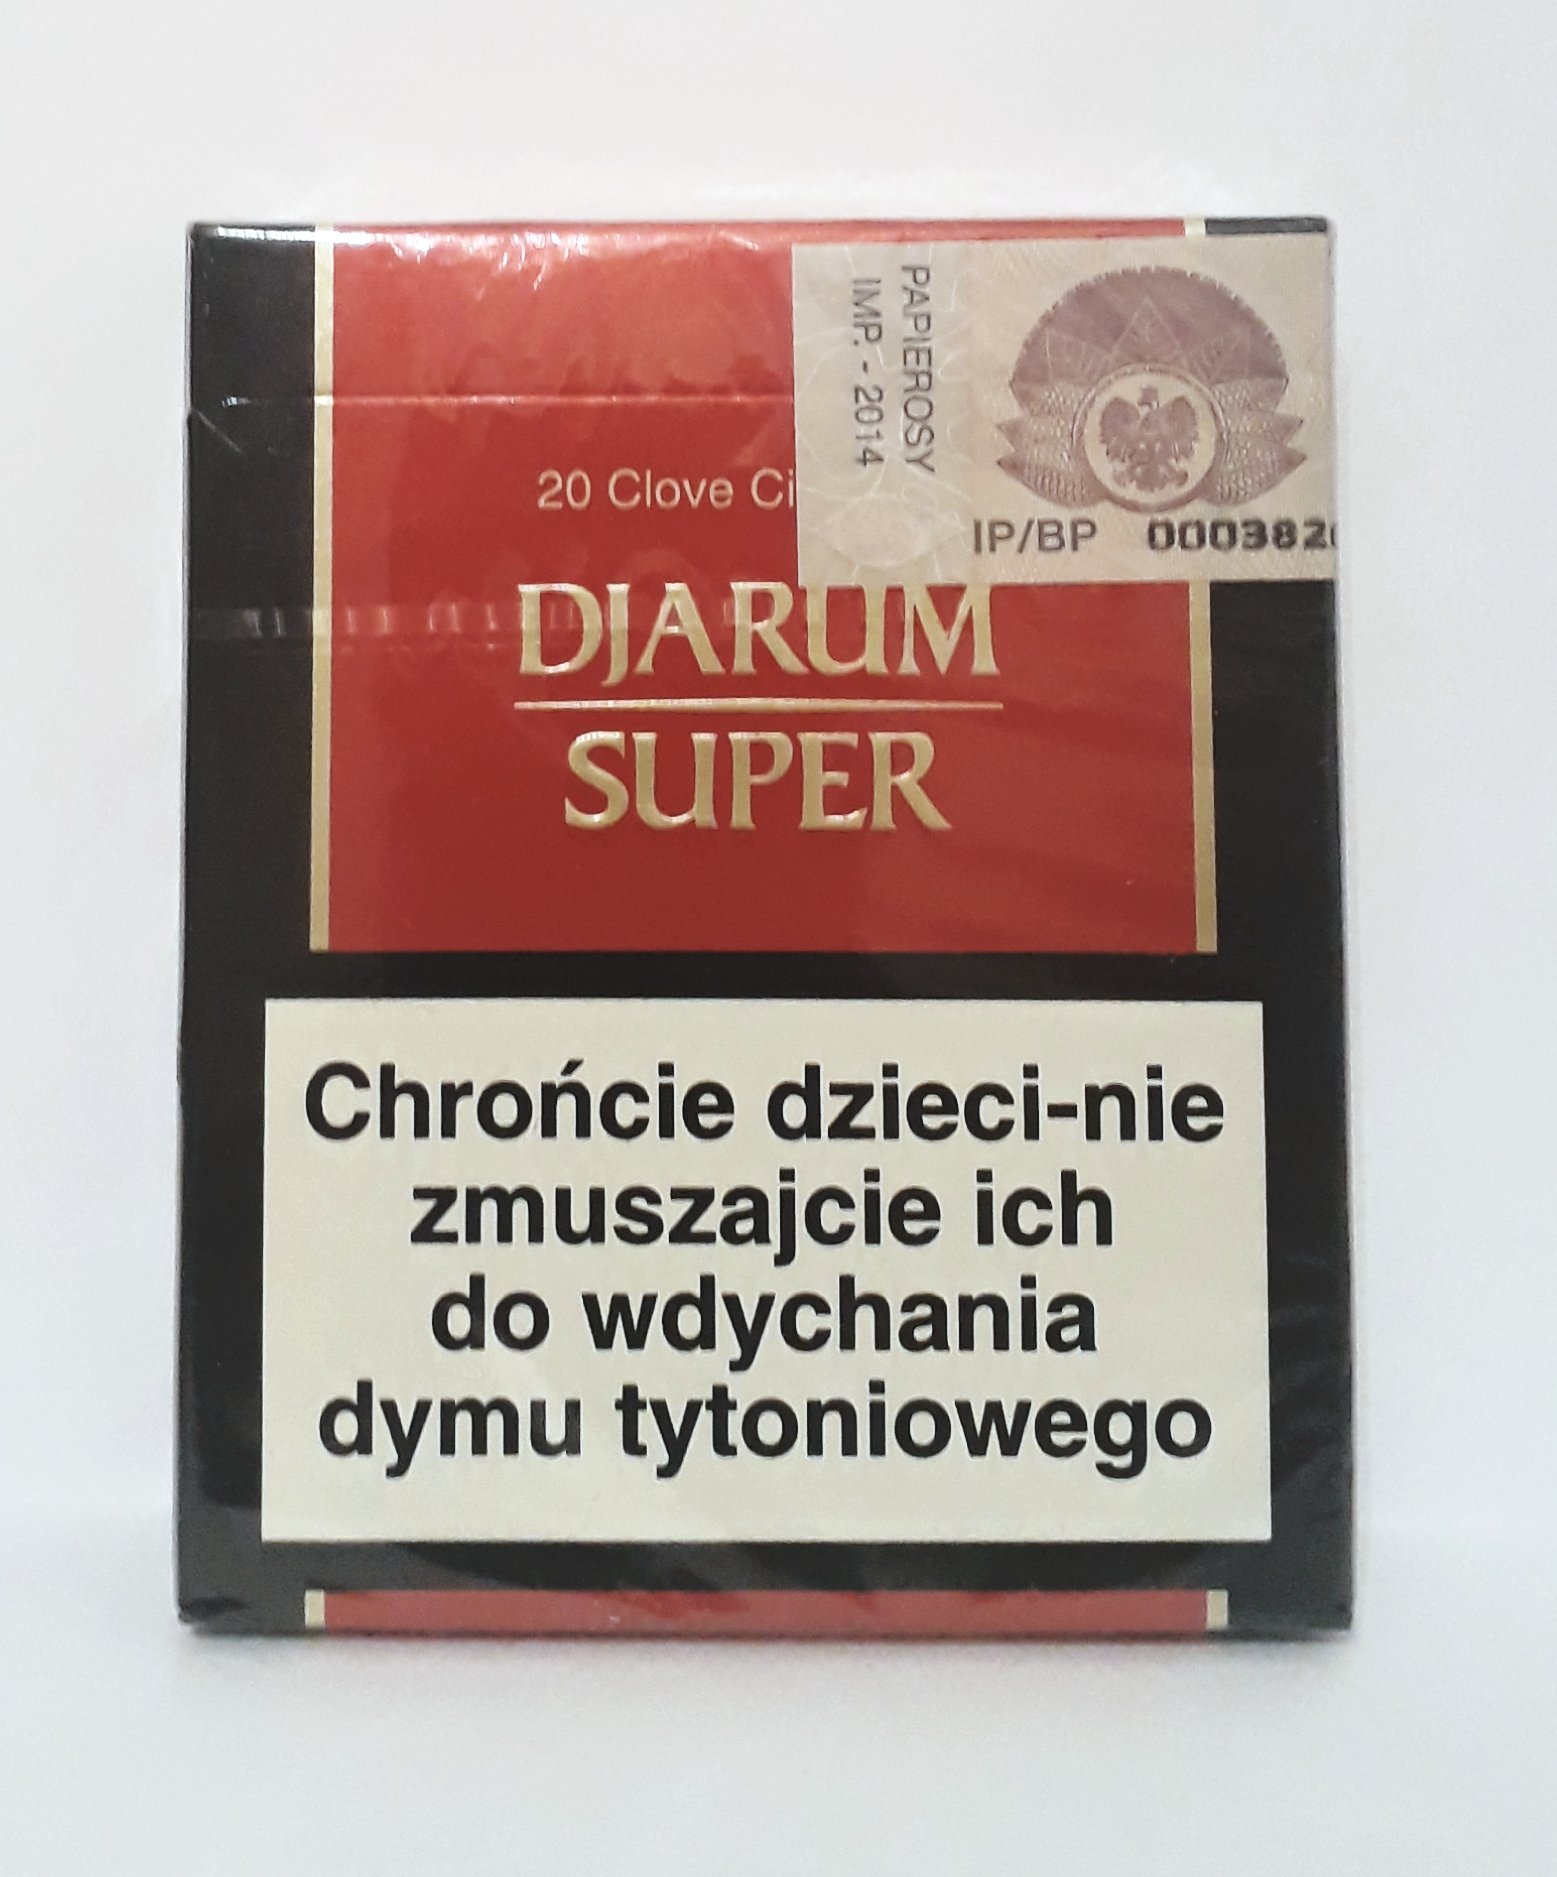 PAPIEROSY
IMP. - 2014
IP/BP 000382
20 Clove
DJARUM
SUPER
Chrońcie dzieci-nie
zmuszajcie ich
do wdychania
dymu tytoniowego